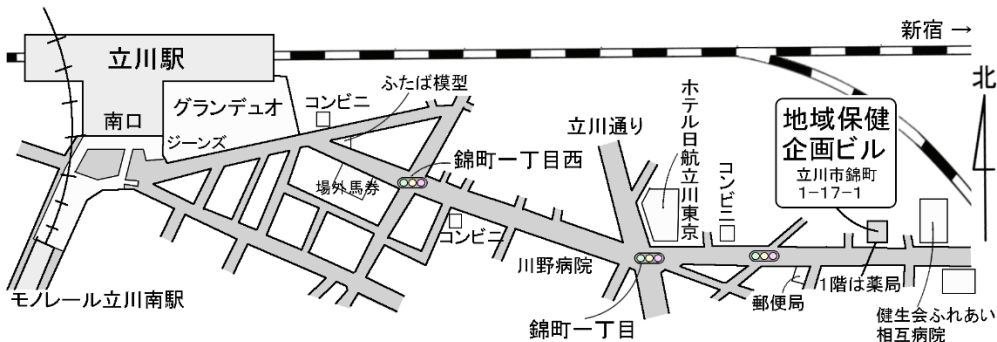 新宿 →
立川駅
北
グランデュオ
コンビニ
ふたば模型
ホテル日航立川東京
地域保健
企画ビル
立川市錦町
1-17-1
南口
ジーンズ
立川通り
錦町一丁目西
場外馬券
コンビニ
コンビニ
川野病院
モノレール立川南駅
錦町一丁目
郵便局
1階は薬局
健生会ふれあい
相互病院